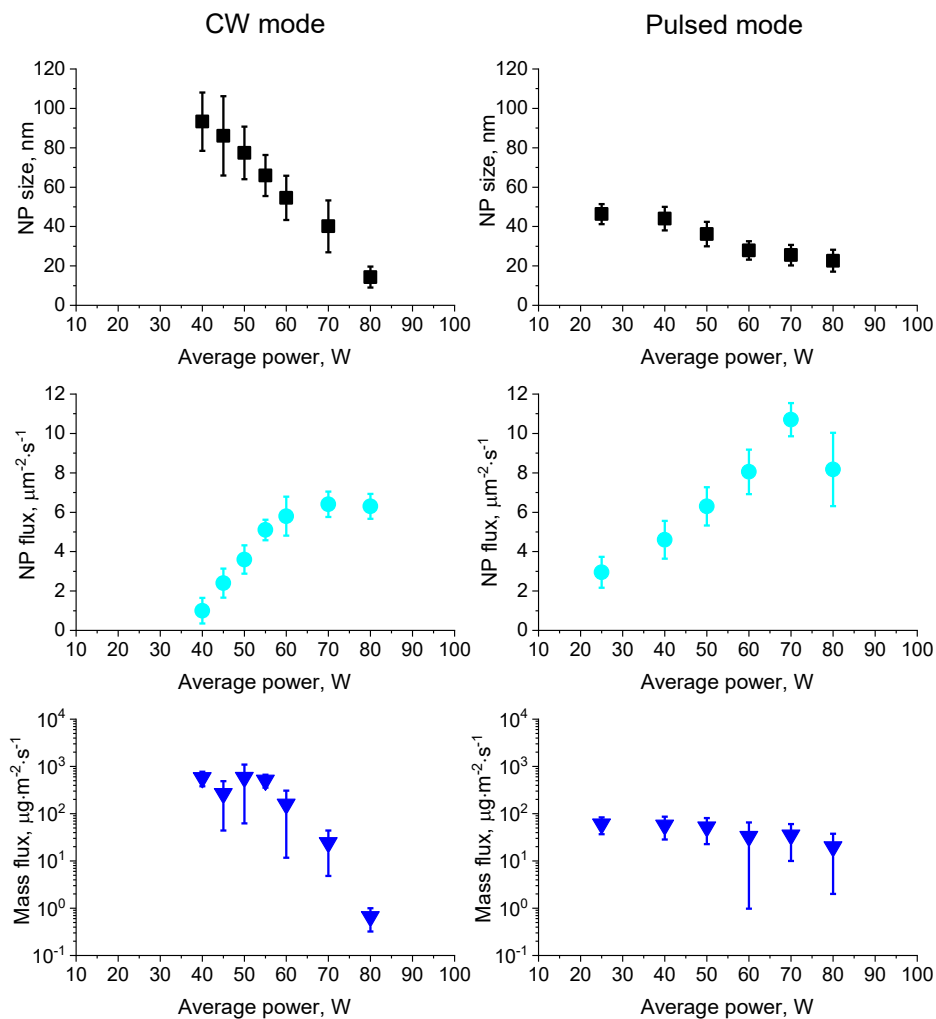 CW mode
Pulsed mode
NP size, nm
120
100
80
60
40
20
0
10 20 30 40 50 60 70 80 90 100
Average power, W
NP size, nm
120
100
80
60
40
20
0
10 20 30 40 50 60 70 80 90 100
Average power, W
NP flux, μm⁻²·s⁻¹
12
10
8
6
4
2
0
10 20 30 40 50 60 70 80 90 100
Average power, W
NP flux, μm⁻²·s⁻¹
12
10
8
6
4
2
0
10 20 30 40 50 60 70 80 90 100
Average power, W
Mass flux, μg·m⁻²·s⁻¹
10⁴
10³
10²
10¹
10⁰
10⁻¹
10 20 30 40 50 60 70 80 90 100
Average power, W
Mass flux, μg·m⁻²·s⁻¹
10⁴
10³
10²
10¹
10⁰
10⁻¹
10 20 30 40 50 60 70 80 90 100
Average power, W